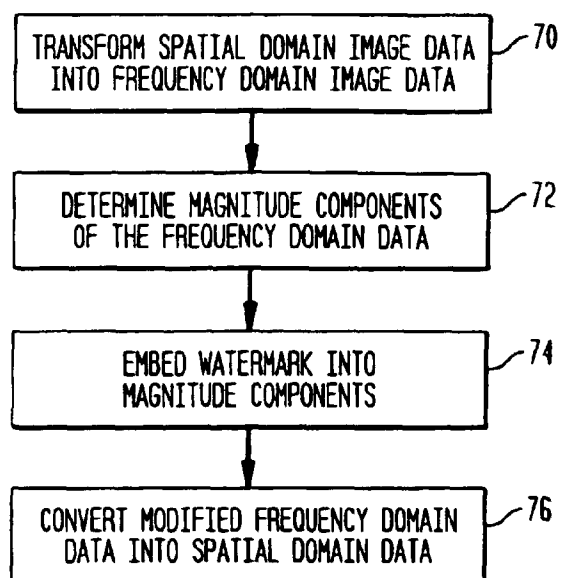 TRANSFORM SPATIAL DOMAIN IMAGE DATA
INTO FREQUENCY DOMAIN IMAGE DATA
70
DETERMINE MAGNITUDE COMPONENTS
OF THE FREQUENCY DOMAIN DATA
72
EMBED WATERMARK INTO
MAGNITUDE COMPONENTS
74
CONVERT MODIFIED FREQUENCY DOMAIN
DATA INTO SPATIAL DOMAIN DATA
76